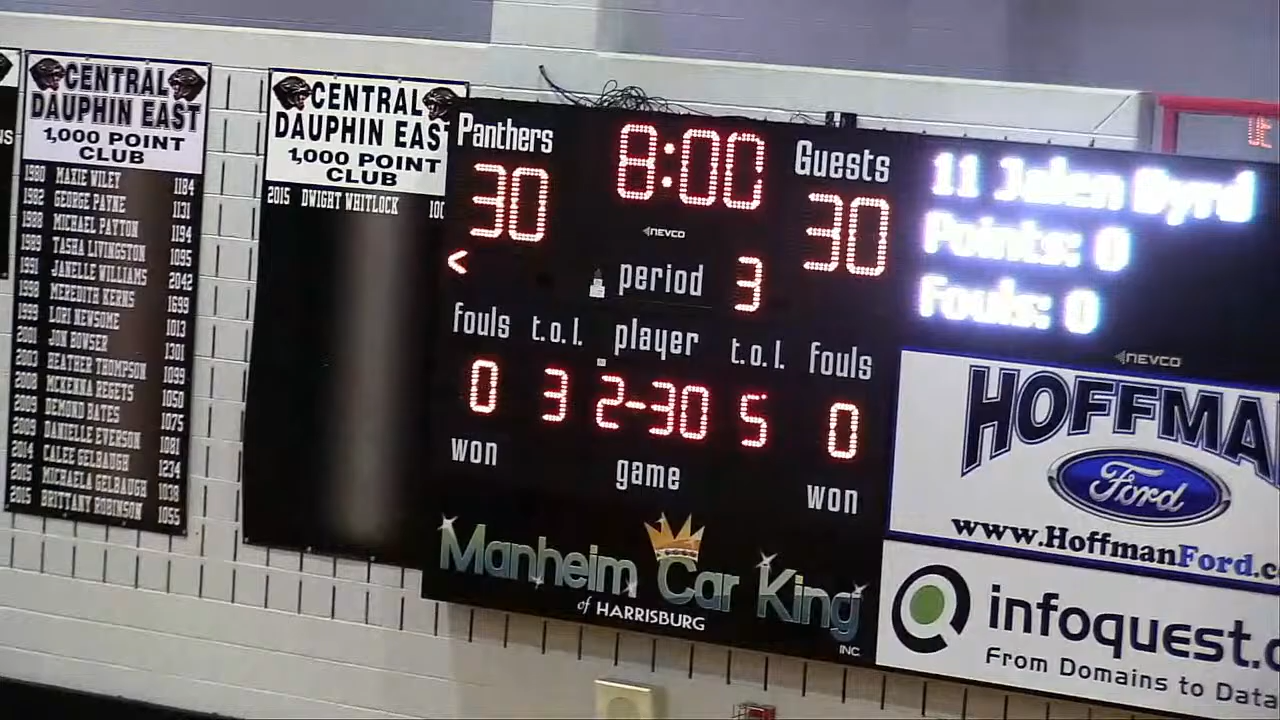 CENTRAL
DAUPHIN EAST
1,000 POINT
CLUB
1980 MAXIE WILEY 1184
1982 GEORGE PAYNE 1131
1988 MICHAEL PAYTON 1194
1989 TASHA LIVINGSTON 1095
1991 JANELLE WILLIAMS 2042
1998 MEREDITH KERNS 1699
1999 LORI NEWSOME 1013
2001 JON BOWSER 1301
2003 HEATHER THOMPSON 1099
2008 MCKENNA REGETS 1050
2009 DEMOND BATES 1075
2009 DANIELLE EVERSON 1081
2014 CALEE GELBAUGH 1234
2015 MICHAELA GELBAUGH 1038
2015 BRITTANY ROBINSON 1055
CENTRAL
DAUPHIN EAS
1,000 POINT
CLUB
2015 DWIGHT WHITLOCK
Panthers 8:00 Guests
30 30
NEVCO
< period 3
fouls t.o.l. player t.o.l. fouls
0 3 2-30 5 0
won game won
Manheim Car King
of HARRISBURG
INC.
11 Jalen Byrd
Points: 0
Fouls: 0
NEVCO
HOFFMA
Ford
www.HoffmanFord.c
infoquest.c
From Domains to Data